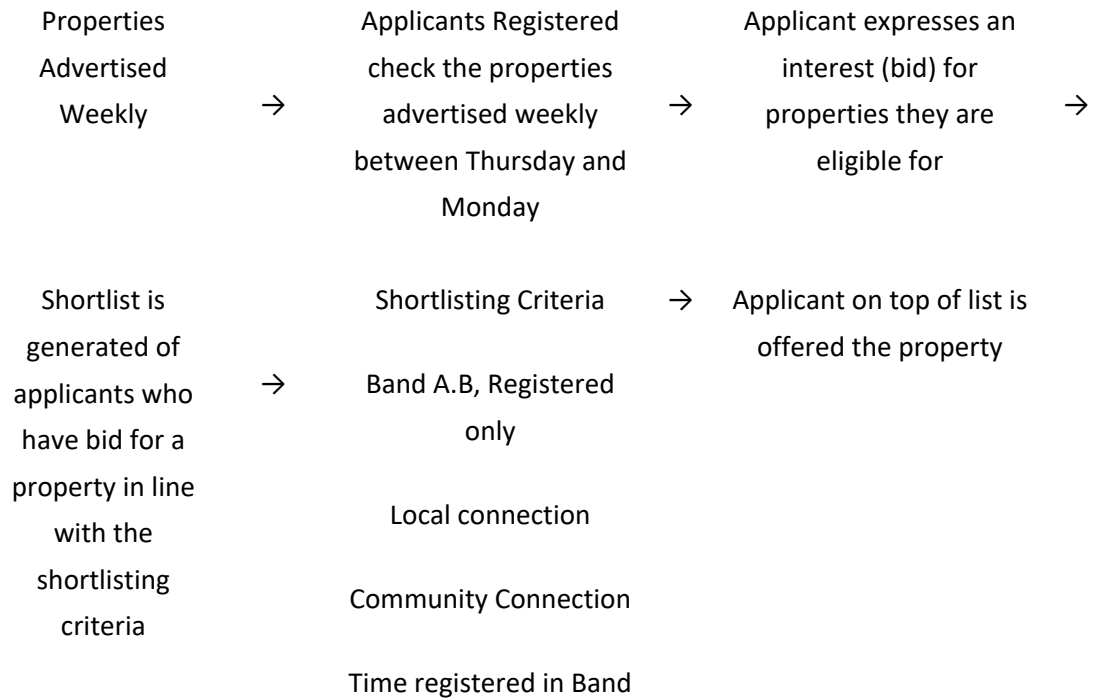 Properties
Advertised
Weekly
→
Applicants Registered
check the properties
advertised weekly
between Thursday and
Monday
→
Applicant expresses an
interest (bid) for
properties they are
eligible for
→
Shortlist is
generated of
applicants who
have bid for a
property in line
with the
shortlisting
criteria
→
Shortlisting Criteria
Band A.B, Registered
only
Local connection
Community Connection
Time registered in Band
→
Applicant on top of list is
offered the property